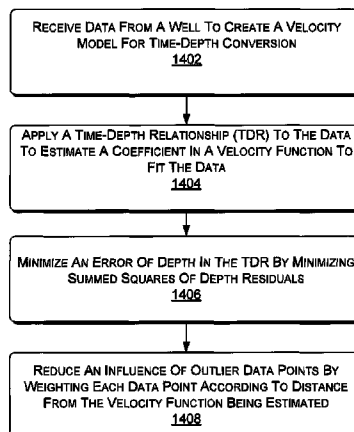 RECEIVE DATA FROM A WELL TO CREATE A VELOCITY
MODEL FOR TIME-DEPTH CONVERSION
1402
APPLY A TIME-DEPTH RELATIONSHIP (TDR) TO THE DATA
TO ESTIMATE A COEFFICIENT IN A VELOCITY FUNCTION TO
FIT THE DATA
1404
MINIMIZE AN ERROR OF DEPTH IN THE TDR BY MINIMIZING
SUMMED SQUARES OF DEPTH RESIDUALS
1406
REDUCE AN INFLUENCE OF OUTLIER DATA POINTS BY
WEIGHTING EACH DATA POINT ACCORDING TO DISTANCE
FROM THE VELOCITY FUNCTION BEING ESTIMATED
1408